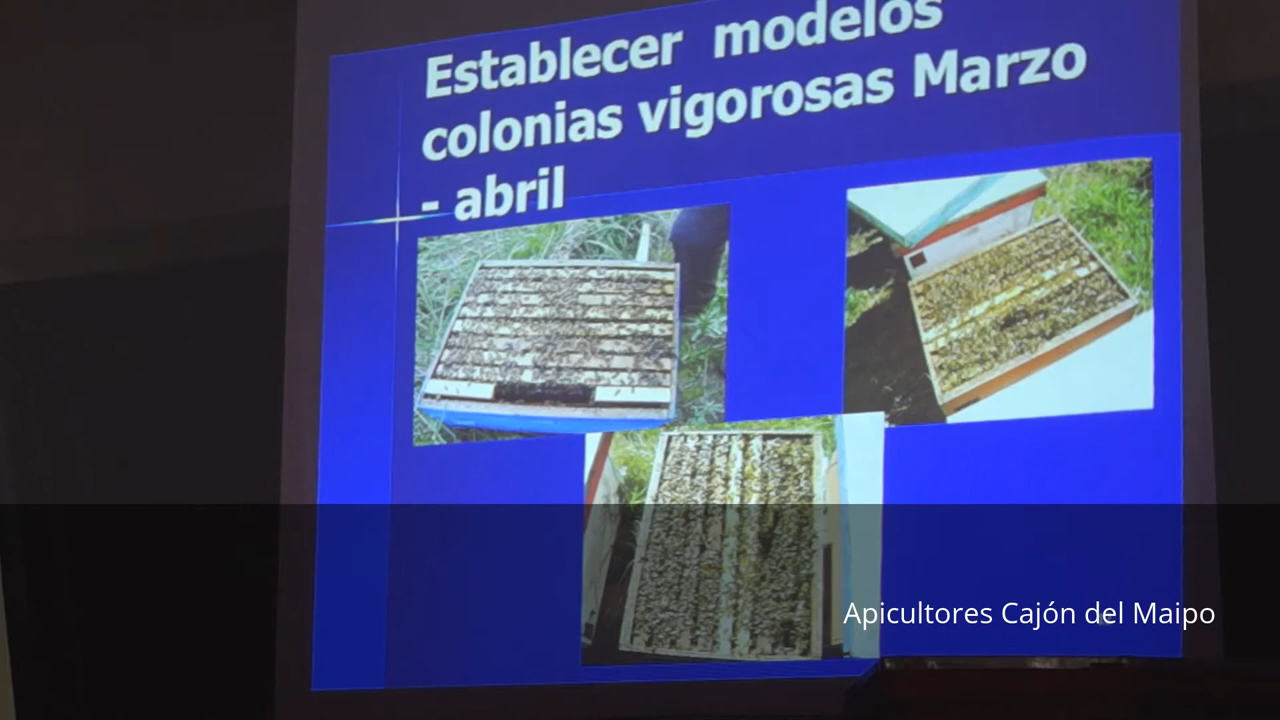 Establecer modelos
colonias vigorosas Marzo
- abril
Apicultores Cajón del Maipo